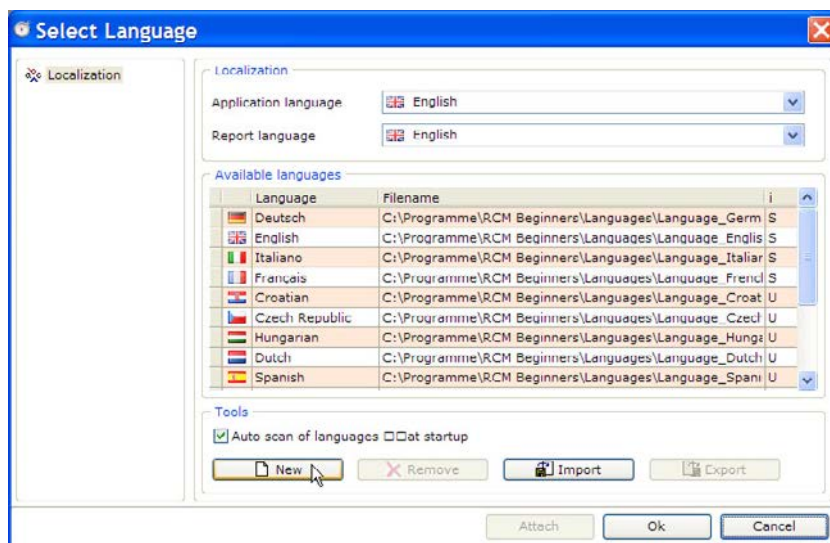 Select Language
Localization
Localization
Application language English
Report language English
Available languages
Language Filename i
Deutsch C:\Programme\RCM Beginners\Languages\Language_Germ S
English C:\Programme\RCM Beginners\Languages\Language_Englis S
Italiano C:\Programme\RCM Beginners\Languages\Language_Italiar S
Français C:\Programme\RCM Beginners\Languages\Language_Frencl S
Croatian C:\Programme\RCM Beginners\Languages\Language_Croat U
Czech Republic C:\Programme\RCM Beginners\Languages\Language_Czech U
Hungarian C:\Programme\RCM Beginners\Languages\Language_Hunga U
Dutch C:\Programme\RCM Beginners\Languages\Language_Dutch U
Spanish C:\Programme\RCM Beginners\Languages\Language_Spani U
Tools
Auto scan of languages □□at startup
New Remove Import Export
Attach Ok Cancel